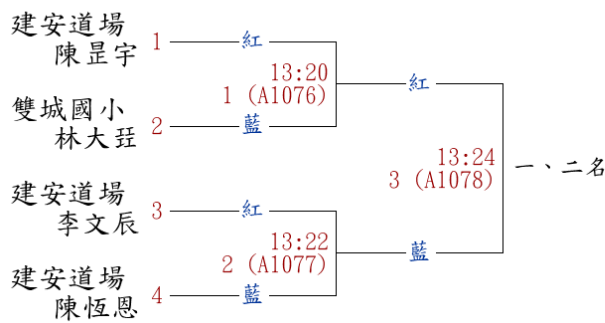 建安道場
陳昰宇 1 紅
13:20
1 (A1076) 紅
雙城國小
林大㠭 2 藍
13:24
3 (A1078) 一、二名
建安道場
李文辰 3 紅
13:22
2 (A1077) 藍
建安道場
陳恆恩 4 藍